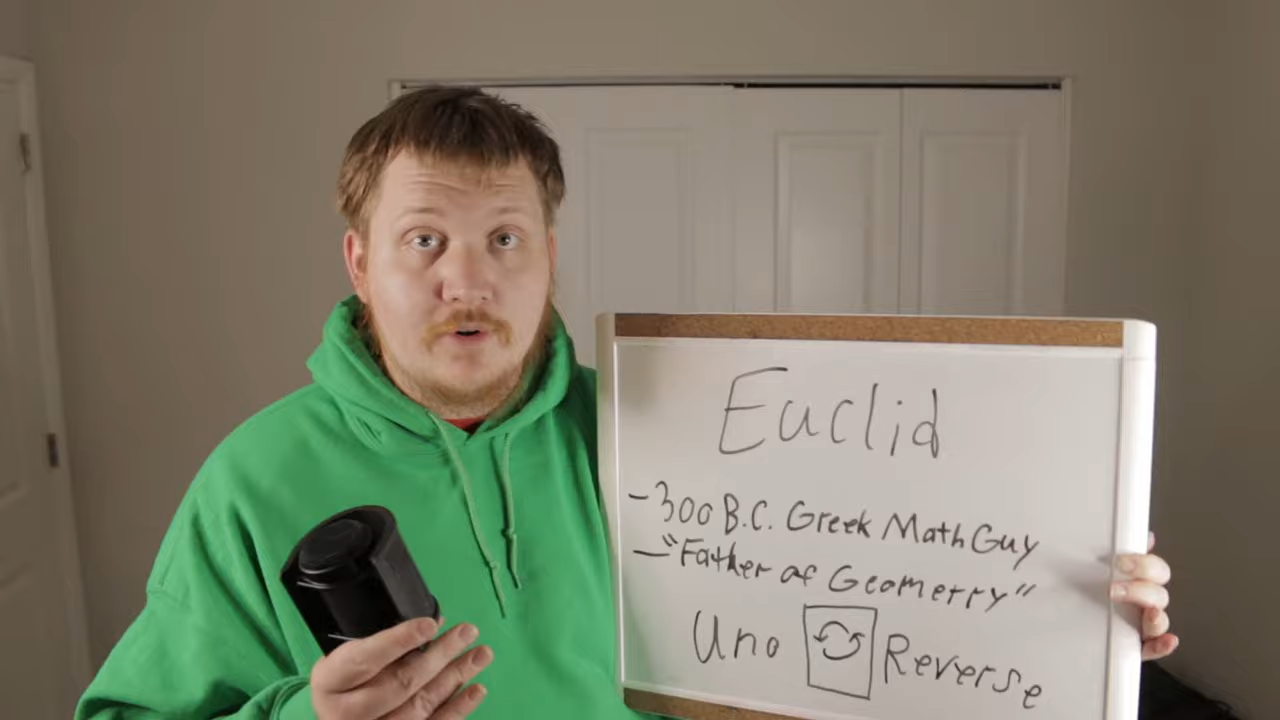 Euclid
-300 B.C. Greek Math Guy
-"Father of Geometry"
Uno Reverse